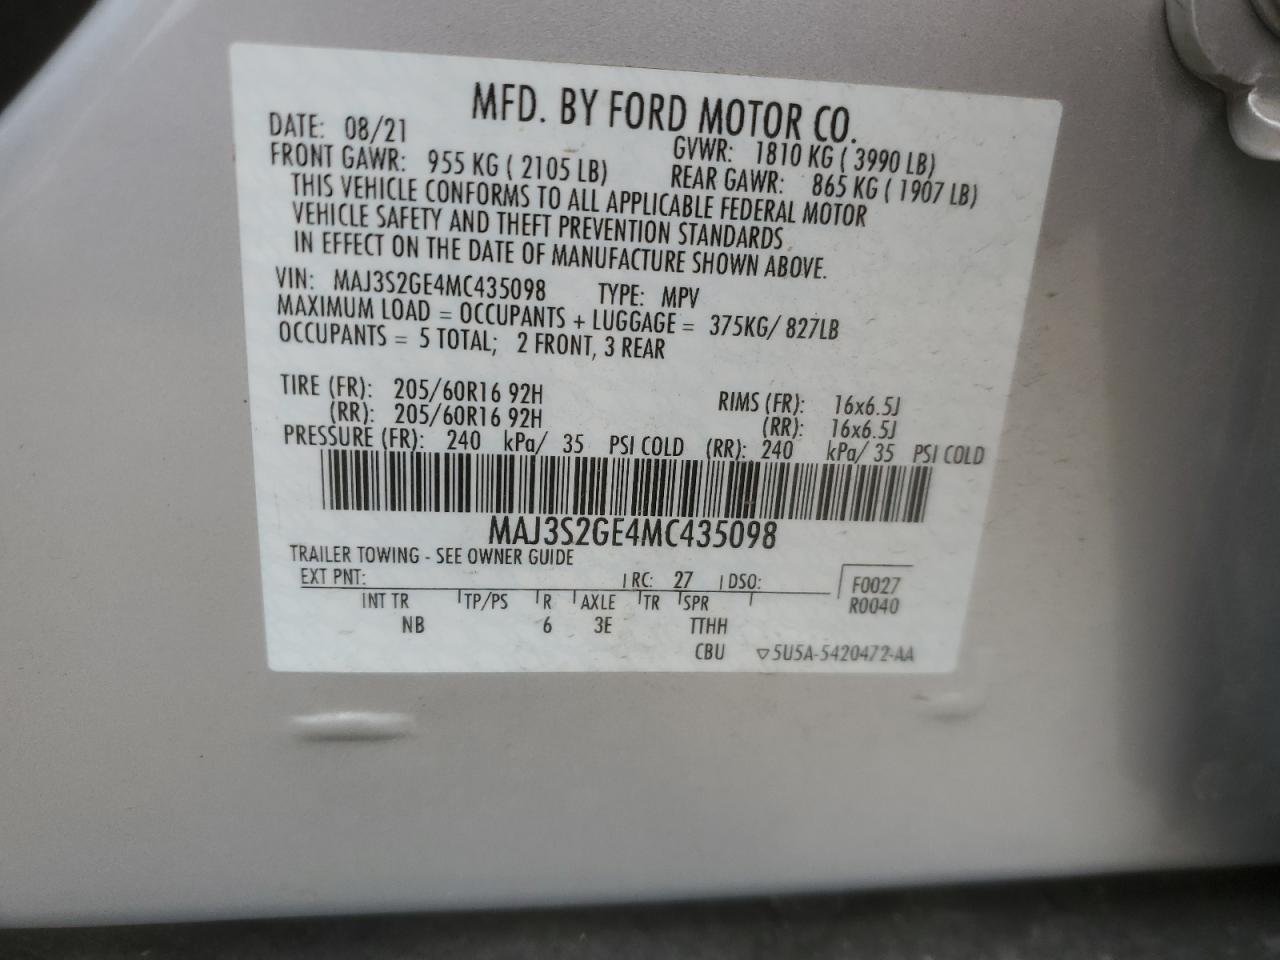 MFD. BY FORD MOTOR CO.
DATE: 08/21 GVWR: 1810 KG ( 3990 LB)
FRONT GAWR: 955 KG ( 2105 LB) REAR GAWR: 865 KG ( 1907 LB)
THIS VEHICLE CONFORMS TO ALL APPLICABLE FEDERAL MOTOR
VEHICLE SAFETY AND THEFT PREVENTION STANDARDS
IN EFFECT ON THE DATE OF MANUFACTURE SHOWN ABOVE.
VIN: MAJ3S2GE4MC435098 TYPE: MPV
MAXIMUM LOAD = OCCUPANTS + LUGGAGE = 375KG/ 827LB
OCCUPANTS = 5 TOTAL; 2 FRONT, 3 REAR
TIRE (FR): 205/60R16 92H RIMS (FR): 16x6.5J
(RR): 205/60R16 92H (RR): 16x6.5J
PRESSURE (FR): 240 kPa/ 35 PSI COLD (RR): 240 kPa/ 35 PSI COLD
MAJ3S2GE4MC435098
TRAILER TOWING - SEE OWNER GUIDE
EXT PNT: RC: 27 DSO: F0027
R0040
INT TR TP/PS R AXLE TR SPR
NB 6 3E TTHH
CBU ▽5U5A-5420472-AA